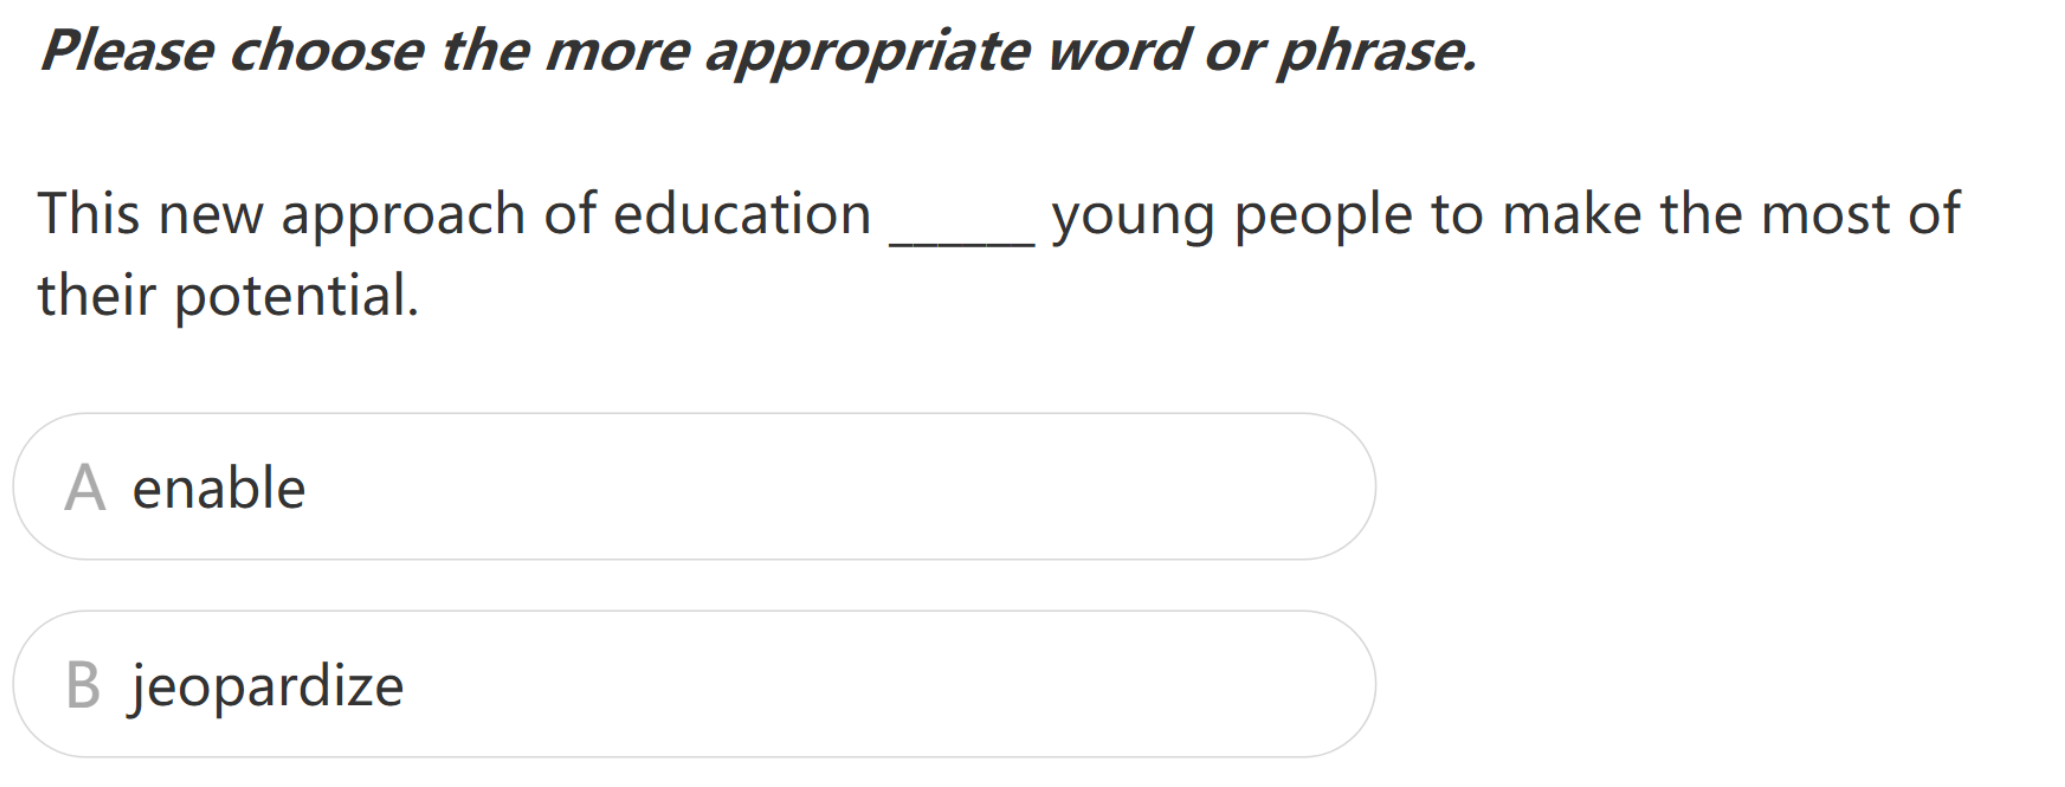 Please choose the more appropriate word or phrase.
This new approach of education ______ young people to make the most of
their potential.
A enable
B jeopardize